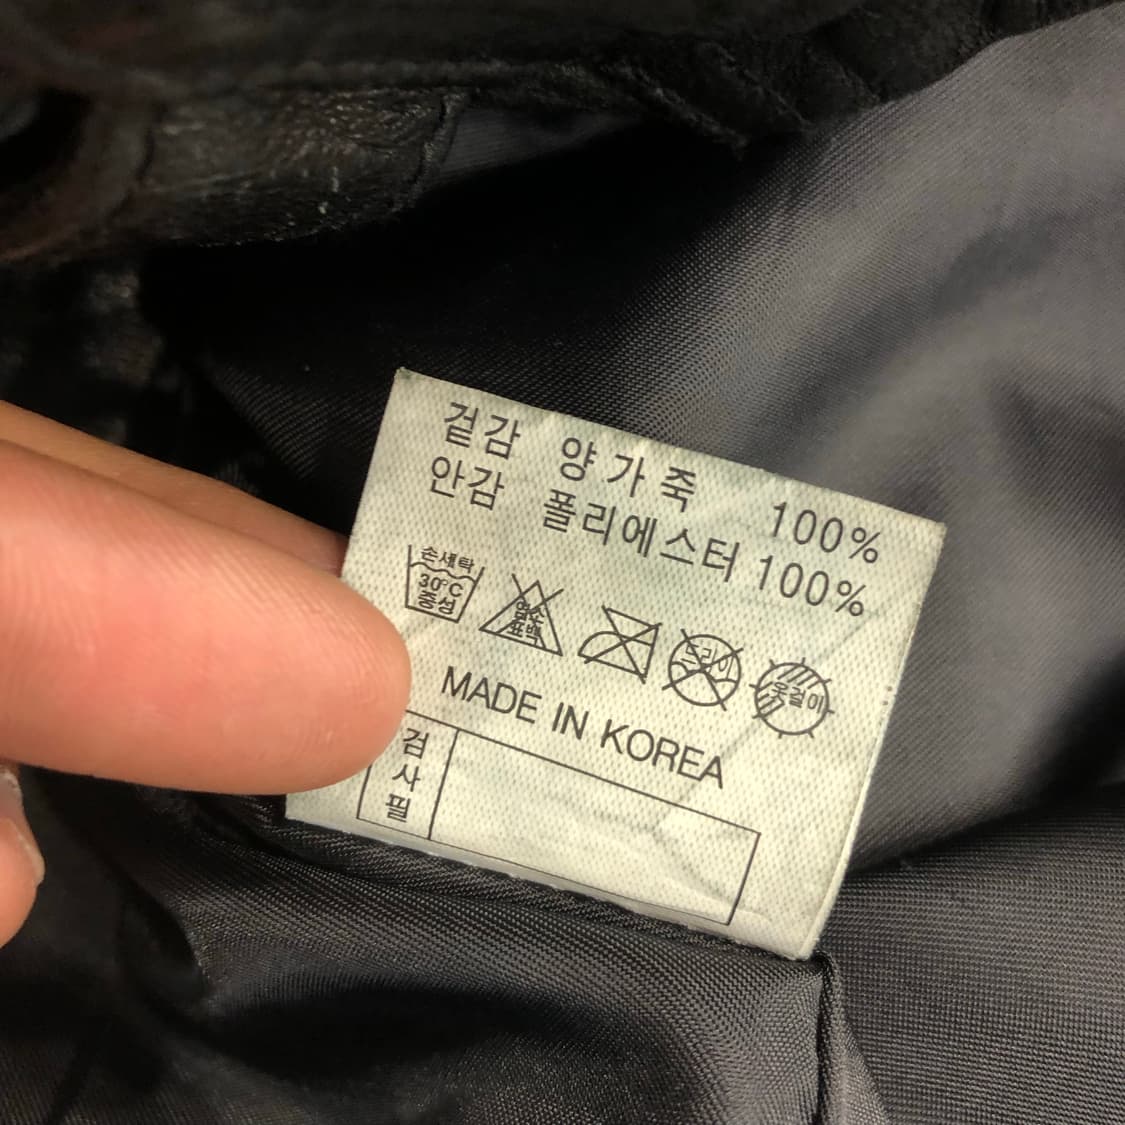 겉감 양가죽 100%
안감 폴리에스터 100%
손세탁
30°C
중성
염소
표백
드라이
옷걸이
MADE IN KOREA
검
사
필